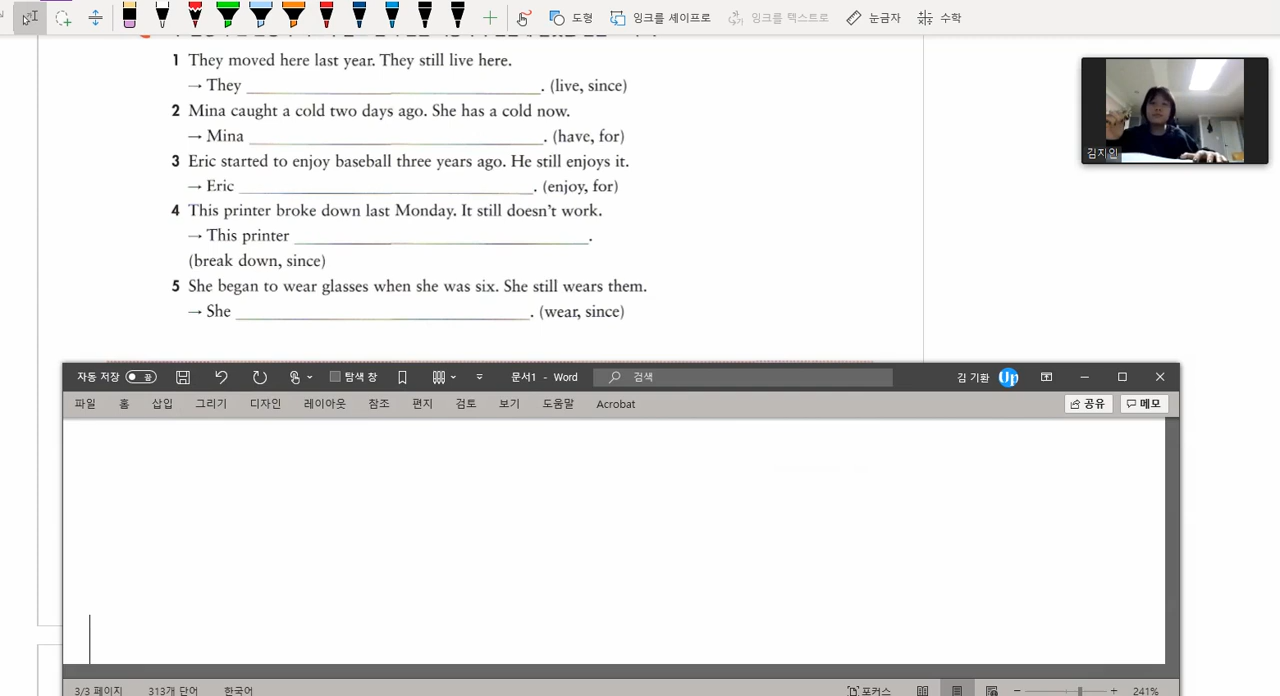 도형 잉크를 셰이프로 잉크를 텍스트로 눈금자 수학
1 They moved here last year. They still live here.
→ They ______. (live, since)
2 Mina caught a cold two days ago. She has a cold now.
→ Mina ______. (have, for)
3 Eric started to enjoy baseball three years ago. He still enjoys it.
→ Eric ______. (enjoy, for)
4 This printer broke down last Monday. It still doesn't work.
→ This printer ______.
(break down, since)
5 She began to wear glasses when she was six. She still wears them.
→ She ______. (wear, since)
김지인
자동 저장 끔 탐색 창 문서1 - Word 검색 김 기환 Up
파일 홈 삽입 그리기 디자인 레이아웃 참조 편지 검토 보기 도움말 Acrobat 공유 메모
3/3 페이지 313개 단어 한국어 포커스 241%